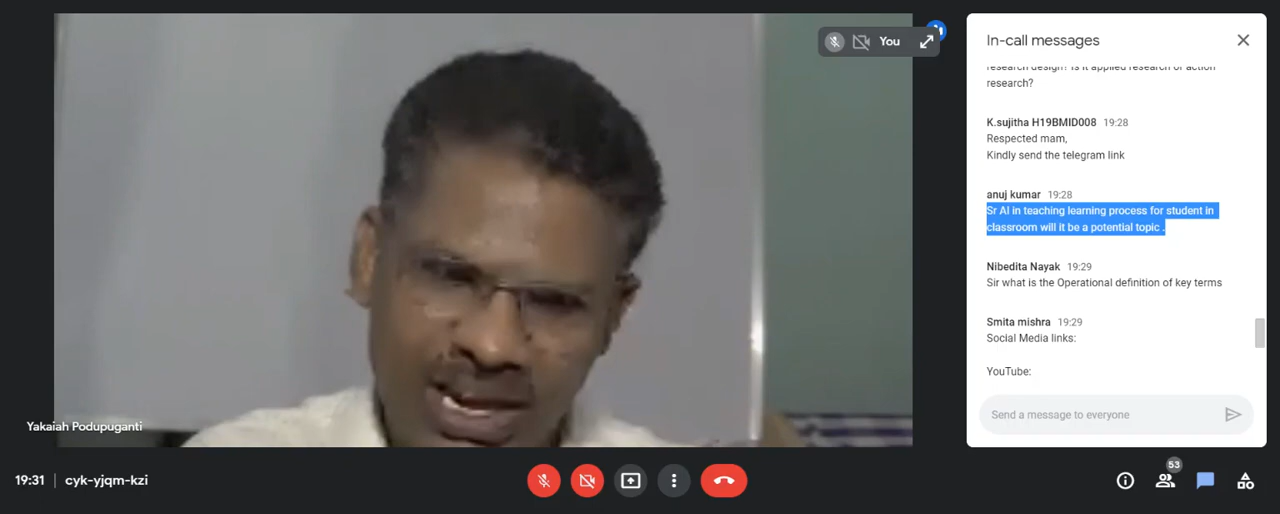 You
Yakaiah Podupuganti
19:31
cyk-yjqm-kzi
In-call messages
research design? Is it applied research or action
research?
K.sujitha H19BMID008 19:28
Respected mam,
Kindly send the telegram link
anuj kumar 19:28
Sr AI in teaching learning process for student in
classroom will it be a potential topic .
Nibedita Nayak 19:29
Sir what is the Operational definition of key terms
Smita mishra 19:29
Social Media links:
YouTube:
Send a message to everyone
53